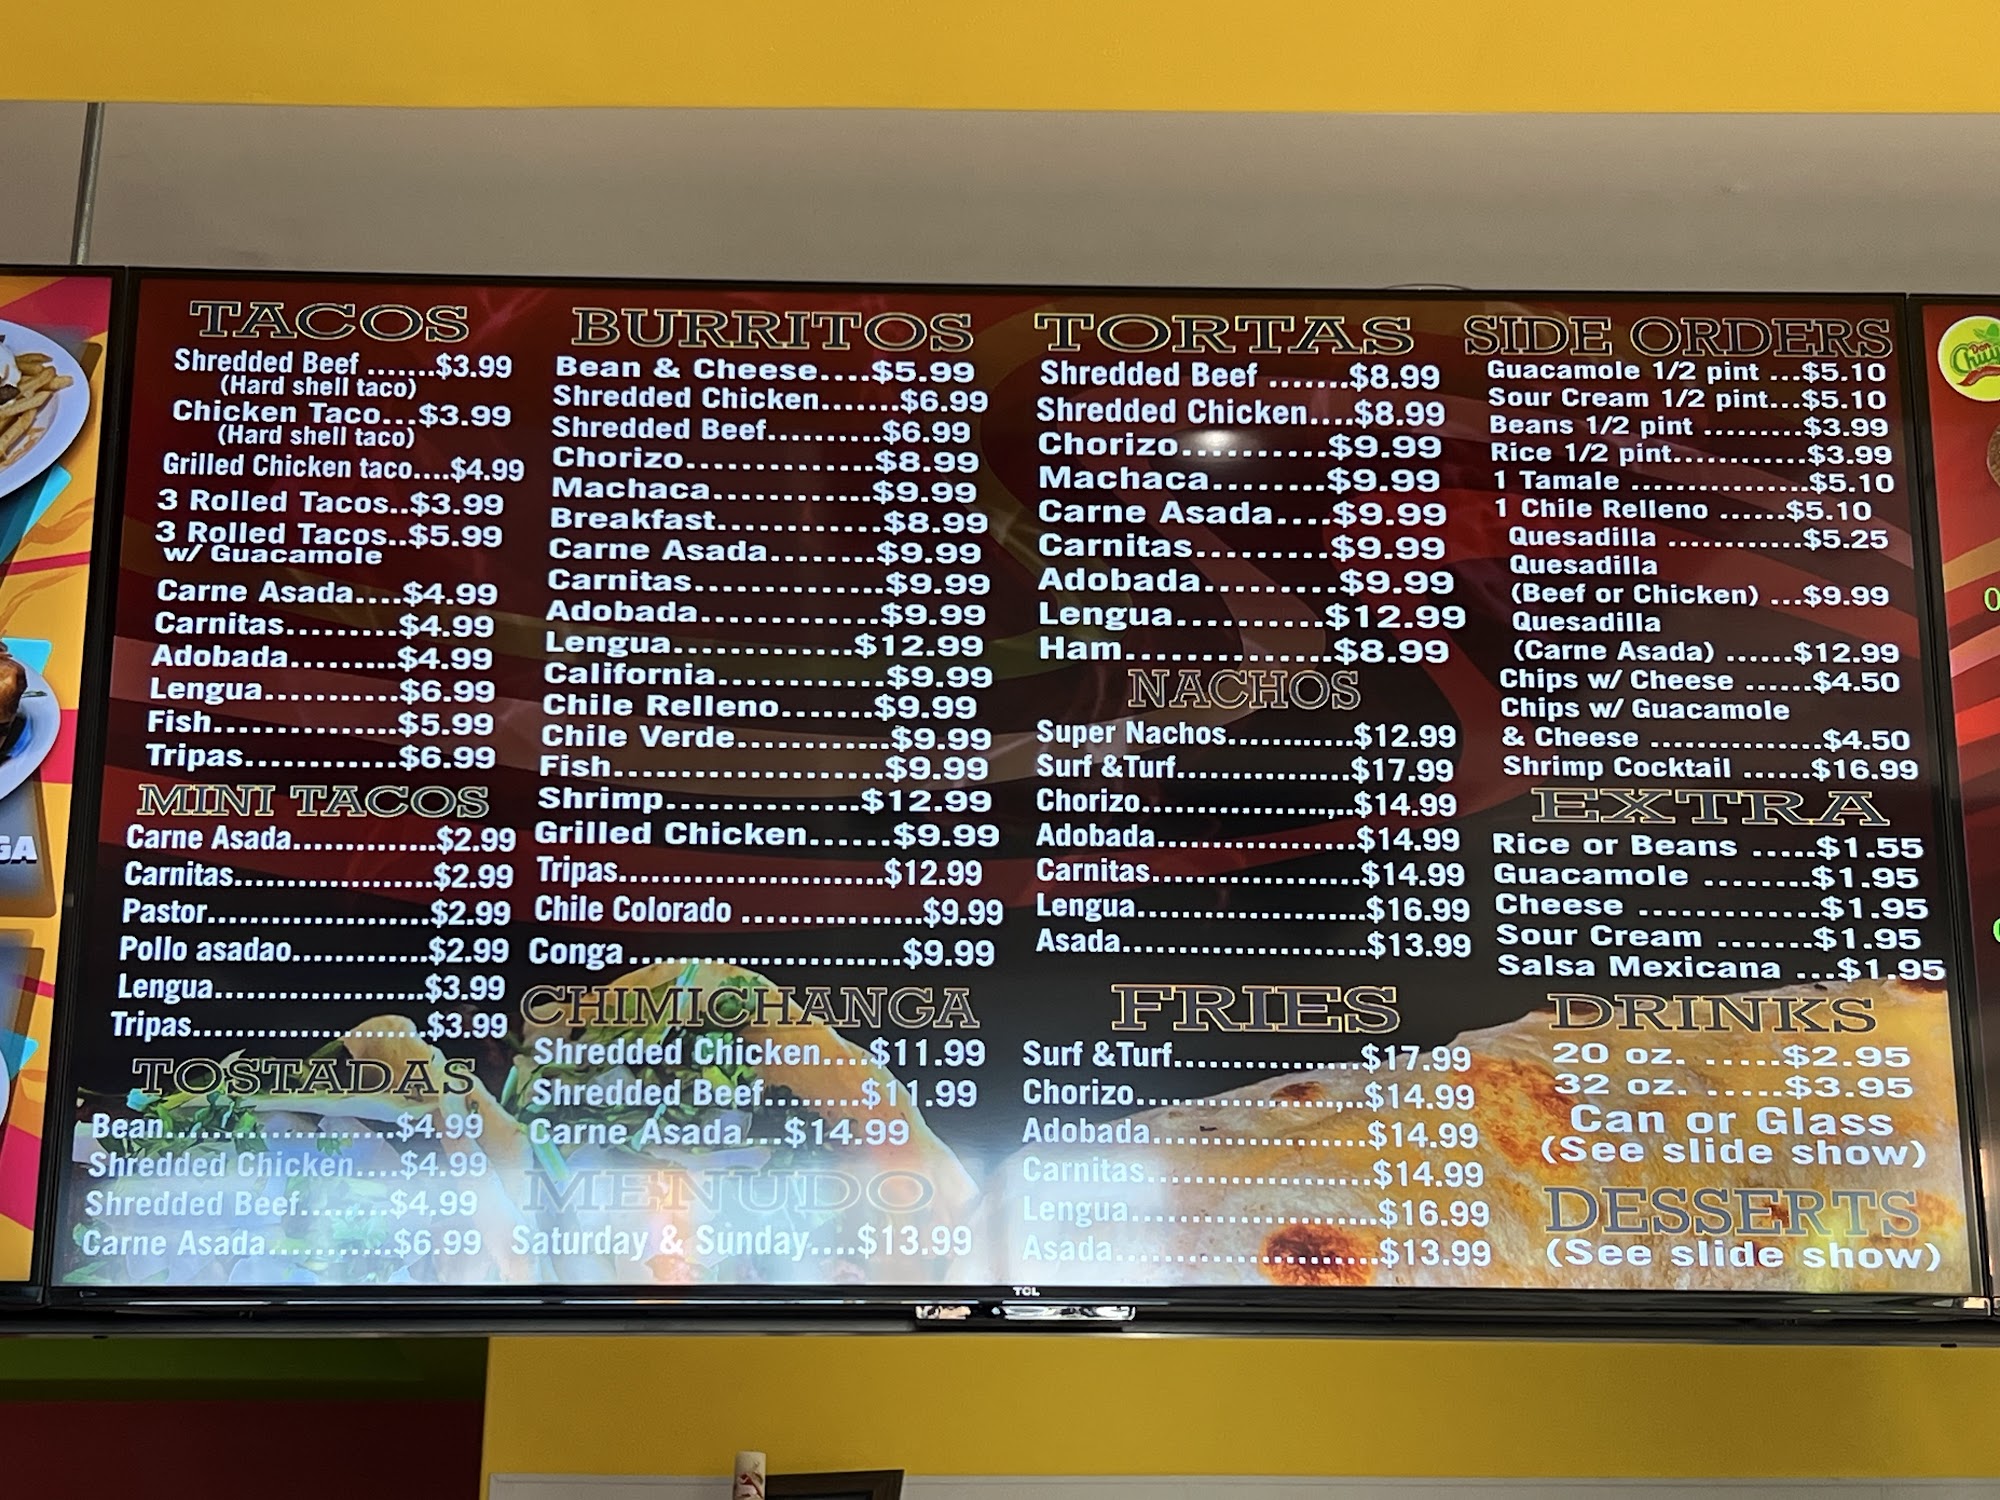 TACOS
Shredded Beef .......$3.99
(Hard shell taco)
Chicken Taco...$3.99
(Hard shell taco)
Grilled Chicken taco....$4.99
3 Rolled Tacos..$3.99
3 Rolled Tacos..$5.99
w/ Guacamole
Carne Asada....$4.99
Carnitas.........$4.99
Adobada.........$4.99
Lengua...........$6.99
Fish...............$5.99
Tripas............$6.99
MINI TACOS
Carne Asada..............$2.99
Carnitas....................$2.99
Pastor......................$2.99
Pollo asadao.............$2.99
Lengua.....................$3.99
Tripas.......................$3.99
TOSTADAS
Bean.......................$4.99
Shredded Chicken....$4.99
Shredded Beef........$4.99
Carne Asada...........$6.99
BURRITOS
Bean & Cheese....$5.99
Shredded Chicken.......$6.99
Shredded Beef..........$6.99
Chorizo..............$8.99
Machaca............$9.99
Breakfast............$8.99
Carne Asada........$9.99
Carnitas..............$9.99
Adobada.............$9.99
Lengua.............$12.99
California............$9.99
Chile Relleno.......$9.99
Chile Verde...........$9.99
Fish....................$9.99
Shrimp..............$12.99
Grilled Chicken......$9.99
Tripas..........................$12.99
Chile Colorado ..................$9.99
Conga ........................$9.99
CHIMICHANGA
Shredded Chicken....$11.99
Shredded Beef.........$11.99
Carne Asada...$14.99
MENUDO
Saturday & Sunday....$13.99
TORTAS
Shredded Beef .......$8.99
Shredded Chicken....$8.99
Chorizo..........$9.99
Machaca........$9.99
Carne Asada....$9.99
Carnitas.........$9.99
Adobada.........$9.99
Lengua..........$12.99
Ham..............$8.99
NACHOS
Super Nachos............$12.99
Surf &Turf.................$17.99
Chorizo....................,..$14.99
Adobada....................$14.99
Carnitas....................$14.99
Lengua.......................$16.99
Asada........................$13.99
FRIES
Surf &Turf..................$17.99
Chorizo....................,..$14.99
Adobada.....................$14.99
Carnitas......................$14.99
Lengua........................$16.99
Asada..........................$13.99
SIDE ORDERS
Guacamole 1/2 pint ...$5.10
Sour Cream 1/2 pint...$5.10
Beans 1/2 pint .........$3.99
Rice 1/2 pint............$3.99
1 Tamale ................$5.10
1 Chile Relleno ......$5.10
Quesadilla ............$5.25
Quesadilla
(Beef or Chicken) ...$9.99
Quesadilla
(Carne Asada) ......$12.99
Chips w/ Cheese ......$4.50
Chips w/ Guacamole
& Cheese ...............$4.50
Shrimp Cocktail ......$16.99
EXTRA
Rice or Beans .....$1.55
Guacamole ........$1.95
Cheese .............$1.95
Sour Cream .......$1.95
Salsa Mexicana ...$1.95
DRINKS
20 oz. .....$2.95
32 oz. .....$3.95
Can or Glass
(See slide show)
DESSERTS
(See slide show)
TCL
GA
Don